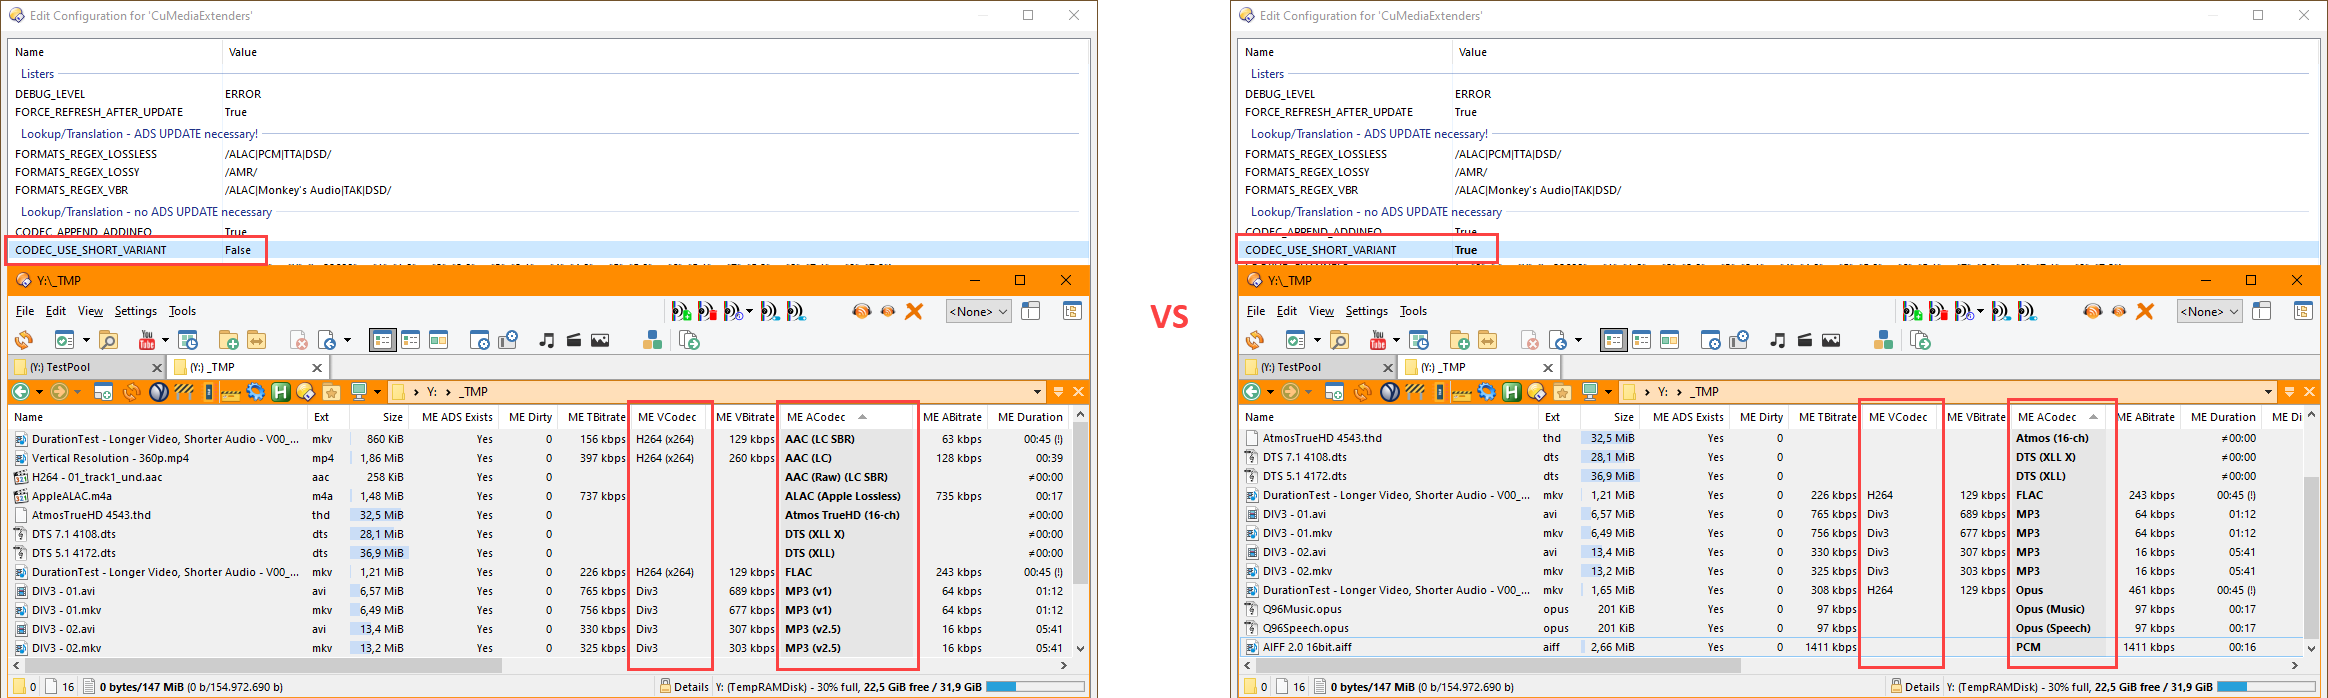 Edit Configuration for 'CuMediaExtenders'
Name Value
Listers
DEBUG_LEVEL ERROR
FORCE_REFRESH_AFTER_UPDATE True
Lookup/Translation - ADS UPDATE necessary!
FORMATS_REGEX_LOSSLESS /ALAC|PCM|TTA|DSD/
FORMATS_REGEX_LOSSY /AMR/
FORMATS_REGEX_VBR /ALAC|Monkey's Audio|TAK|DSD/
Lookup/Translation - no ADS UPDATE necessary
CODEC_APPEND_ADDINFO True
CODEC_USE_SHORT_VARIANT False
Y:\_TMP
File Edit View Settings Tools
<None>
You Tube
(Y:) TestPool (Y:) _TMP
Y: _TMP
Name Ext Size ME ADS Exists ME Dirty ME TBitrate ME VCodec ME VBitrate ME ACodec ME ABitrate ME Duration
DurationTest - Longer Video, Shorter Audio - V00_... mkv 860 KiB Yes 0 156 kbps H264 (x264) 129 kbps AAC (LC SBR) 63 kbps 00:45 (!)
Vertical Resolution - 360p.mp4 mp4 1,86 MiB Yes 0 397 kbps H264 (x264) 260 kbps AAC (LC) 128 kbps 00:39
H264 - 01_track1_und.aac aac 258 KiB Yes 0 AAC (Raw) (LC SBR) ≠00:00
AppleALAC.m4a m4a 1,48 MiB Yes 0 737 kbps ALAC (Apple Lossless) 735 kbps 00:17
AtmosTrueHD 4543.thd thd 32,5 MiB Yes 0 Atmos TrueHD (16-ch) ≠00:00
DTS 7.1 4108.dts dts 28,1 MiB Yes 0 DTS (XLL X) ≠00:00
DTS 5.1 4172.dts dts 36,9 MiB Yes 0 DTS (XLL) ≠00:00
DurationTest - Longer Video, Shorter Audio - V00_... mkv 1,21 MiB Yes 0 226 kbps H264 (x264) 129 kbps FLAC 243 kbps 00:45 (!)
DIV3 - 01.avi avi 6,57 MiB Yes 0 765 kbps Div3 689 kbps MP3 (v1) 64 kbps 01:12
DIV3 - 01.mkv mkv 6,49 MiB Yes 0 756 kbps Div3 677 kbps MP3 (v1) 64 kbps 01:12
DIV3 - 02.avi avi 13,4 MiB Yes 0 330 kbps Div3 307 kbps MP3 (v2.5) 16 kbps 05:41
DIV3 - 02.mkv mkv 13,2 MiB Yes 0 325 kbps Div3 303 kbps MP3 (v2.5) 16 kbps 05:41
0 16 0 bytes/147 MiB (0 b/154.972.690 b) Details Y: (TempRAMDisk) - 30% full, 22,5 GiB free / 31,9 GiB
VS
Edit Configuration for 'CuMediaExtenders'
Name Value
Listers
DEBUG_LEVEL ERROR
FORCE_REFRESH_AFTER_UPDATE True
Lookup/Translation - ADS UPDATE necessary!
FORMATS_REGEX_LOSSLESS /ALAC|PCM|TTA|DSD/
FORMATS_REGEX_LOSSY /AMR/
FORMATS_REGEX_VBR /ALAC|Monkey's Audio|TAK|DSD/
Lookup/Translation - no ADS UPDATE necessary
CODEC_APPEND_ADDINFO True
CODEC_USE_SHORT_VARIANT True
Y:\_TMP
File Edit View Settings Tools
<None>
You Tube
(Y:) TestPool (Y:) _TMP
Y: _TMP
Name Ext Size ME ADS Exists ME Dirty ME TBitrate ME VCodec ME VBitrate ME ACodec ME ABitrate ME Duration ME Di
AtmosTrueHD 4543.thd thd 32,5 MiB Yes 0 Atmos (16-ch) ≠00:00
DTS 7.1 4108.dts dts 28,1 MiB Yes 0 DTS (XLL X) ≠00:00
DTS 5.1 4172.dts dts 36,9 MiB Yes 0 DTS (XLL) ≠00:00
DurationTest - Longer Video, Shorter Audio - V00_... mkv 1,21 MiB Yes 0 226 kbps H264 129 kbps FLAC 243 kbps 00:45 (!)
DIV3 - 01.avi avi 6,57 MiB Yes 0 765 kbps Div3 689 kbps MP3 64 kbps 01:12
DIV3 - 01.mkv mkv 6,49 MiB Yes 0 756 kbps Div3 677 kbps MP3 64 kbps 01:12
DIV3 - 02.avi avi 13,4 MiB Yes 0 330 kbps Div3 307 kbps MP3 16 kbps 05:41
DIV3 - 02.mkv mkv 13,2 MiB Yes 0 325 kbps Div3 303 kbps MP3 16 kbps 05:41
DurationTest - Longer Video, Shorter Audio - V00_... mkv 1,65 MiB Yes 0 308 kbps H264 129 kbps Opus 461 kbps 00:45 (!)
Q96Music.opus opus 201 KiB Yes 0 97 kbps Opus (Music) 97 kbps 00:17
Q96Speech.opus opus 201 KiB Yes 0 97 kbps Opus (Speech) 97 kbps 00:17
AIFF 2.0 16bit.aiff aiff 2,66 MiB Yes 0 1411 kbps PCM 1411 kbps 00:16
0 16 0 bytes/147 MiB (0 b/154.972.690 b) Details Y: (TempRAMDisk) - 30% full, 22,5 GiB free / 31,9 GiB